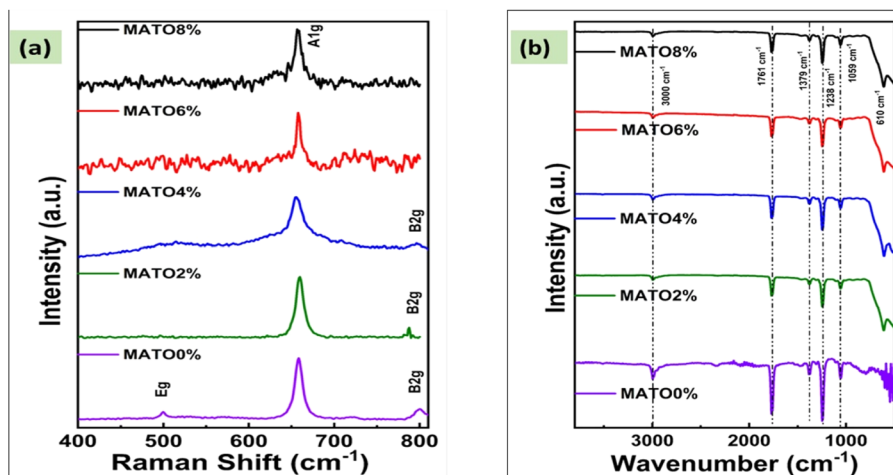 (a)
MATO8%
A1g
MATO6%
MATO4%
B2g
MATO2%
B2g
MATO0%
Eg
B2g
400 500 600 700 800
Raman Shift (cm⁻¹)
Intensity (a.u.)
(b)
MATO8%
3000 cm⁻¹
1761 cm⁻¹
1379 cm⁻¹
1238 cm⁻¹
1059 cm⁻¹
610 cm⁻¹
MATO6%
MATO4%
MATO2%
MATO0%
3000 2000 1000
Wavenumber (cm⁻¹)
Intensity (a.u.)